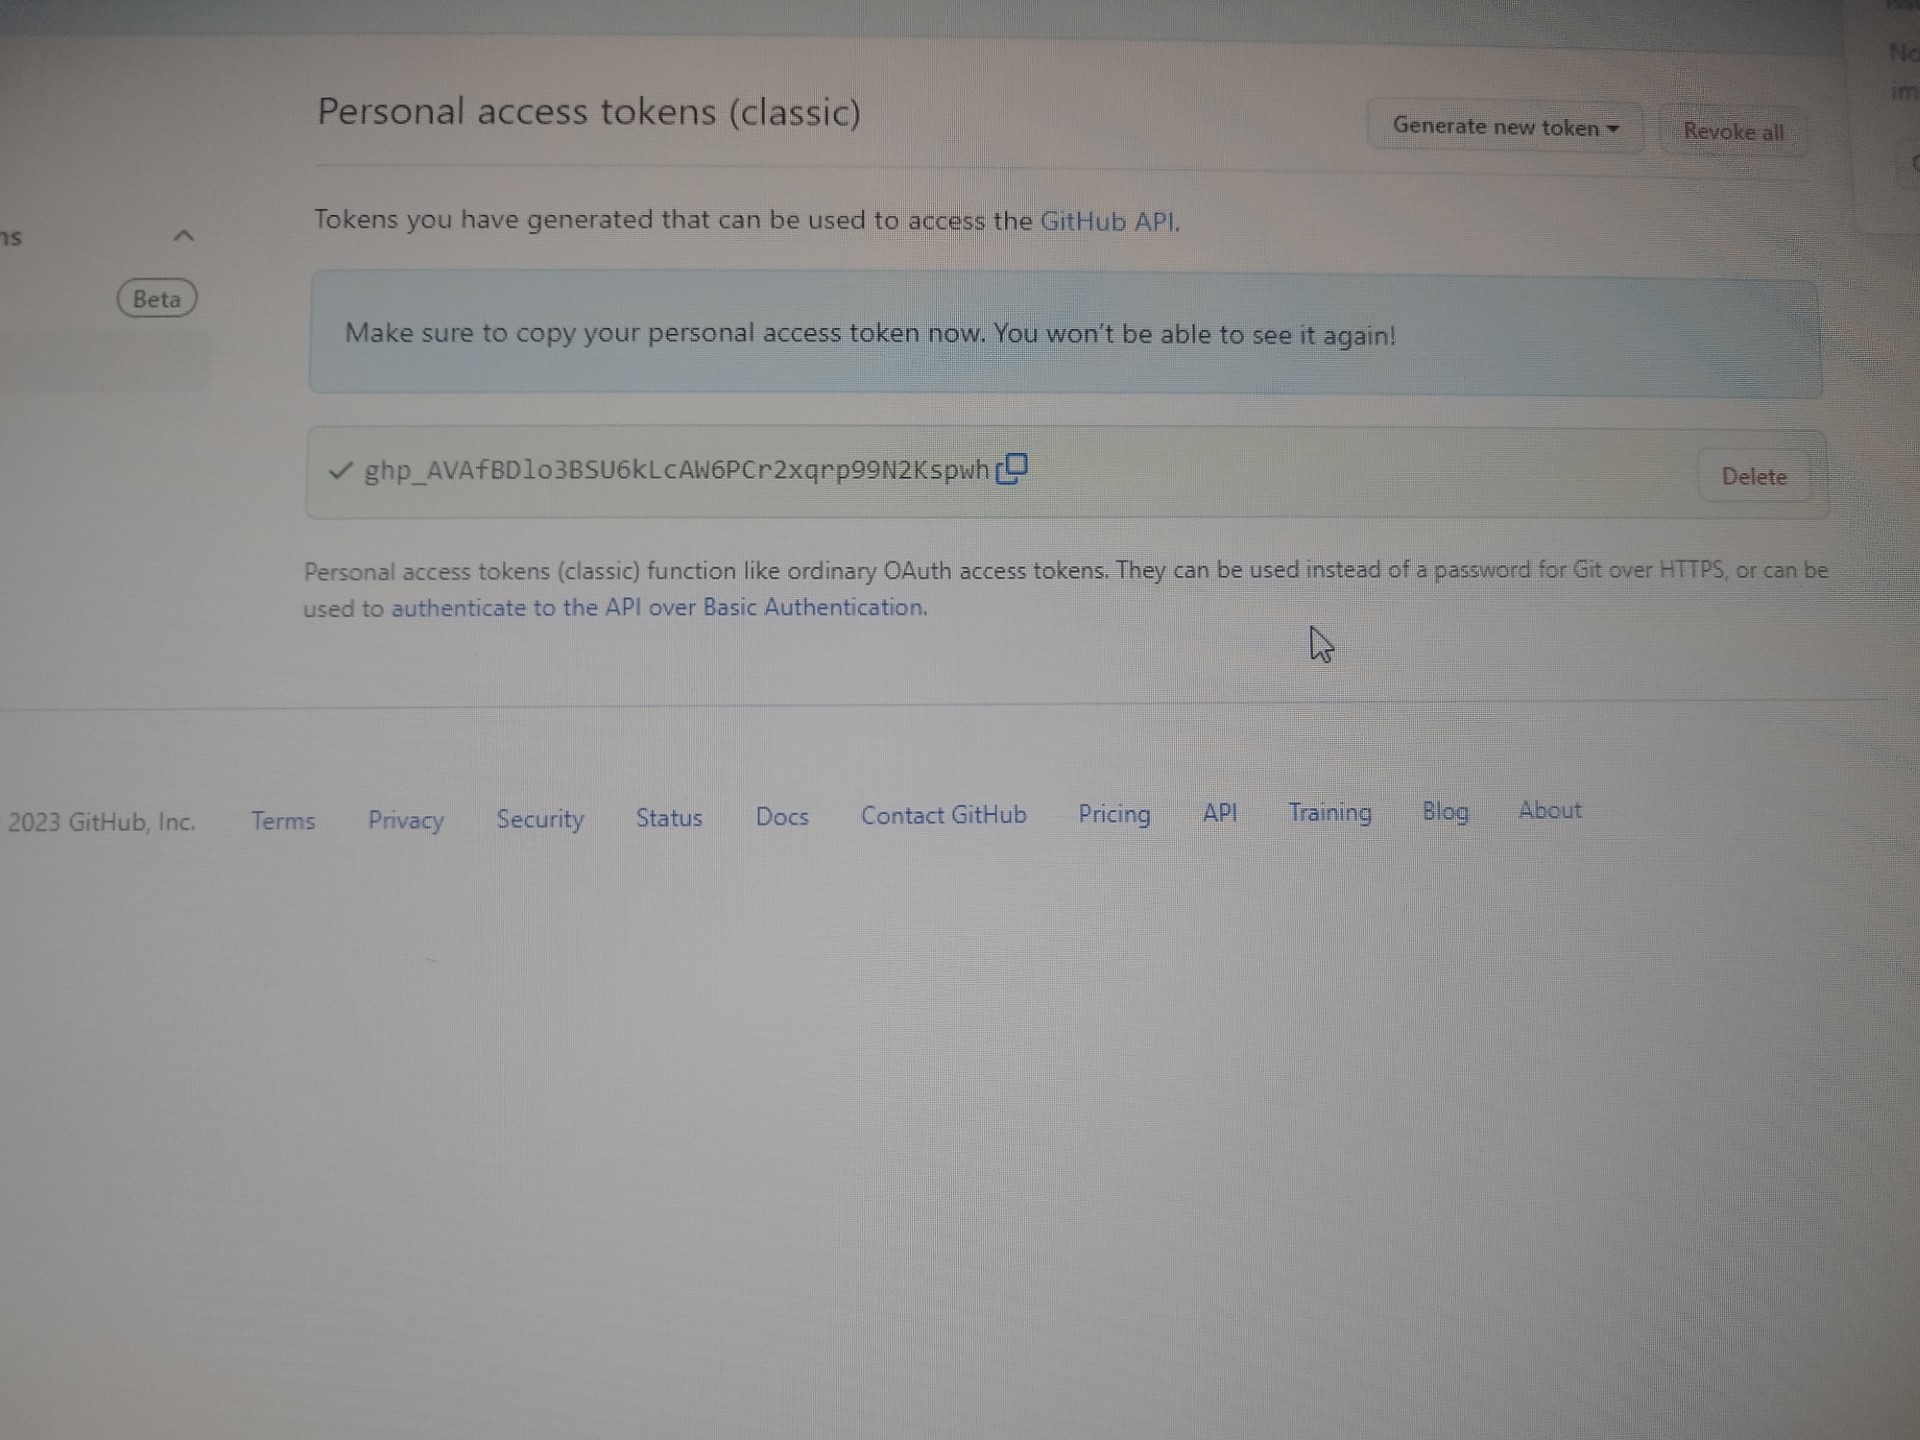 Personal access tokens (classic)
Generate new token
Revoke all
Tokens you have generated that can be used to access the GitHub API.
Beta
Make sure to copy your personal access token now. You won't be able to see it again!
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
Delete
Personal access tokens (classic) function like ordinary OAuth access tokens. They can be used instead of a password for Git over HTTPS, or can be
used to authenticate to the API over Basic Authentication.
2023 GitHub, Inc. Terms Privacy Security Status Docs Contact GitHub Pricing API Training Blog About